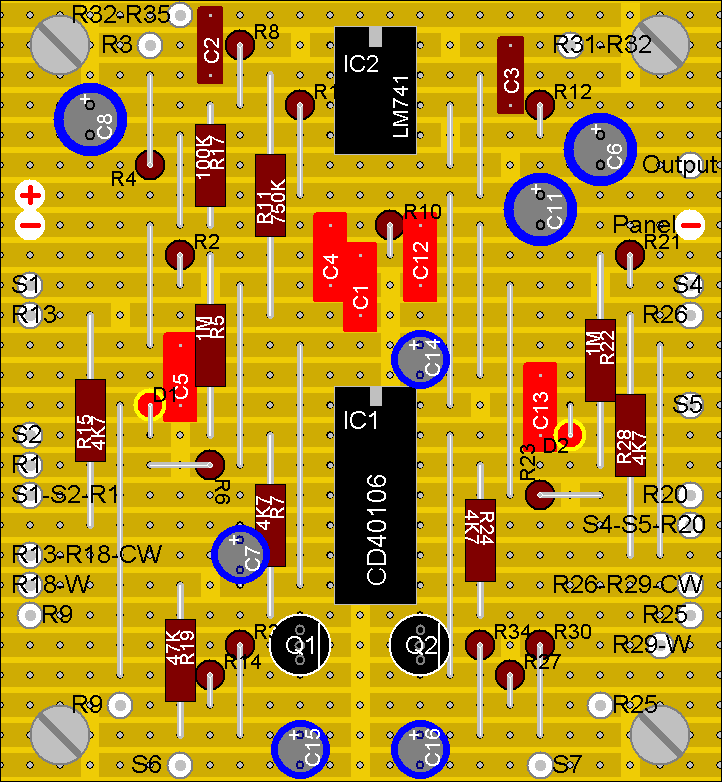 R32-R35
R3
C2
R8
IC2
LM741
R31-R32
C3
R12
C8
R1
R4
100K
R17
R11
750K
C6
Output
+
−
C11
Panel −
R2
R10
R21
C4
C1
C12
S1
S4
R13
R26
1M
R5
C14
1M
R22
C5
D1
C13
D2
S5
R15
4K7
IC1
CD40106
R28
4K7
S2
R1
R6
R23
S1-S2-R1
R20
4K7
R7
R24
4K7
S4-S5-R20
C7
R13-R18-CW
R18-W
R26-R29-CW
R9
R25
47K
R19
R3
Q1
Q2
R34
R30
R29-W
R14
R27
R9
R25
C15
C16
S6
S7